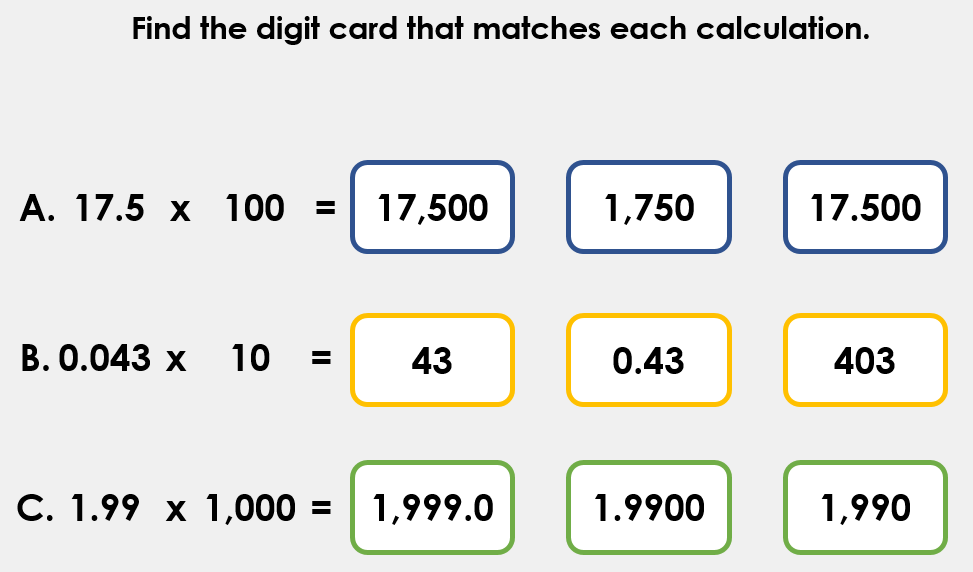 Find the digit card that matches each calculation.
A. 17.5 x 100 = 17,500 1,750 17.500
B. 0.043 x 10 = 43 0.43 403
C. 1.99 x 1,000 = 1,999.0 1.9900 1,990